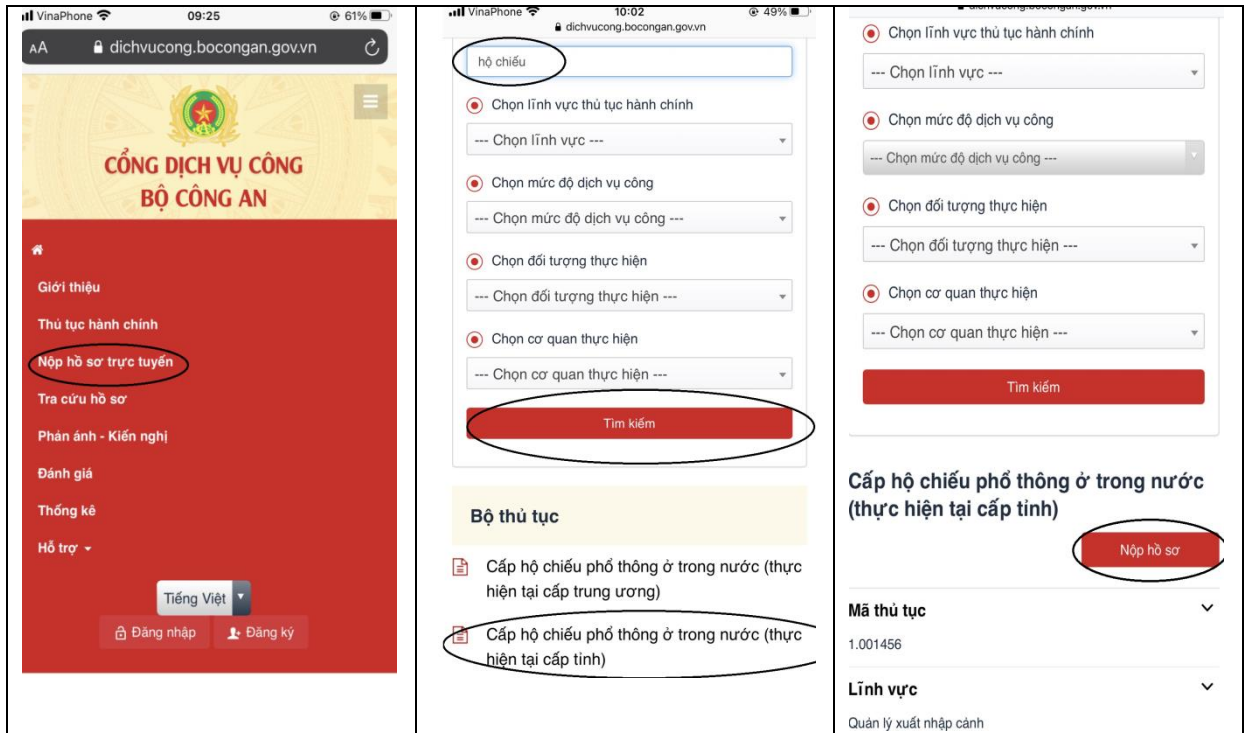 VinaPhone 09:25 61%
AA dichvucong.bocongan.gov.vn
CỔNG DỊCH VỤ CÔNG
BỘ CÔNG AN
Giới thiệu
Thủ tục hành chính
Nộp hồ sơ trực tuyến
Tra cứu hồ sơ
Phản ánh - Kiến nghị
Đánh giá
Thống kê
Hỗ trợ
Tiếng Việt
Đăng nhập Đăng ký
VinaPhone 10:02 49%
dichvucong.bocongan.gov.vn
hộ chiếu
Chọn lĩnh vực thủ tục hành chính
--- Chọn lĩnh vực ---
Chọn mức độ dịch vụ công
--- Chọn mức độ dịch vụ công ---
Chọn đối tượng thực hiện
--- Chọn đối tượng thực hiện ---
Chọn cơ quan thực hiện
--- Chọn cơ quan thực hiện ---
Tìm kiếm
Bộ thủ tục
Cấp hộ chiếu phổ thông ở trong nước (thực
hiện tại cấp trung ương)
Cấp hộ chiếu phổ thông ở trong nước (thực
hiện tại cấp tỉnh)
Chọn lĩnh vực thủ tục hành chính
--- Chọn lĩnh vực ---
Chọn mức độ dịch vụ công
--- Chọn mức độ dịch vụ công ---
Chọn đối tượng thực hiện
--- Chọn đối tượng thực hiện ---
Chọn cơ quan thực hiện
--- Chọn cơ quan thực hiện ---
Tìm kiếm
Cấp hộ chiếu phổ thông ở trong nước
(thực hiện tại cấp tỉnh)
Nộp hồ sơ
Mã thủ tục
1.001456
Lĩnh vực
Quản lý xuất nhập cảnh